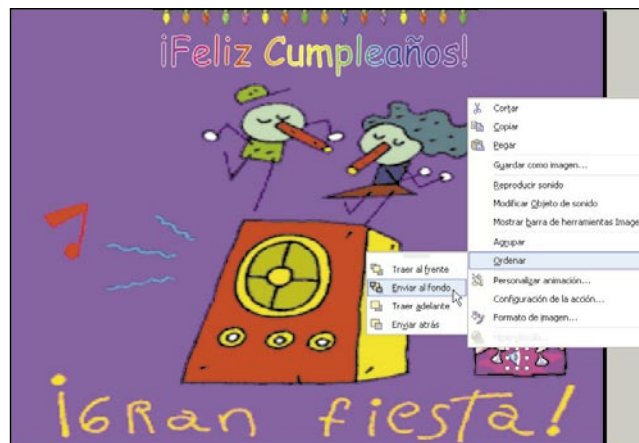 ¡Feliz Cumpleaños!
Cortar
Copiar
Pegar
Guardar como imagen...
Reproducir sonido
Modificar Objeto de sonido
Mostrar barra de herramientas Image
Agrupar
Ordenar
Traer al frente
Enviar al fondo
Traer adelante
Enviar atrás
Personalizar animación...
Configuración de la acción...
Formato de imagen...
¡GRan fiesta!